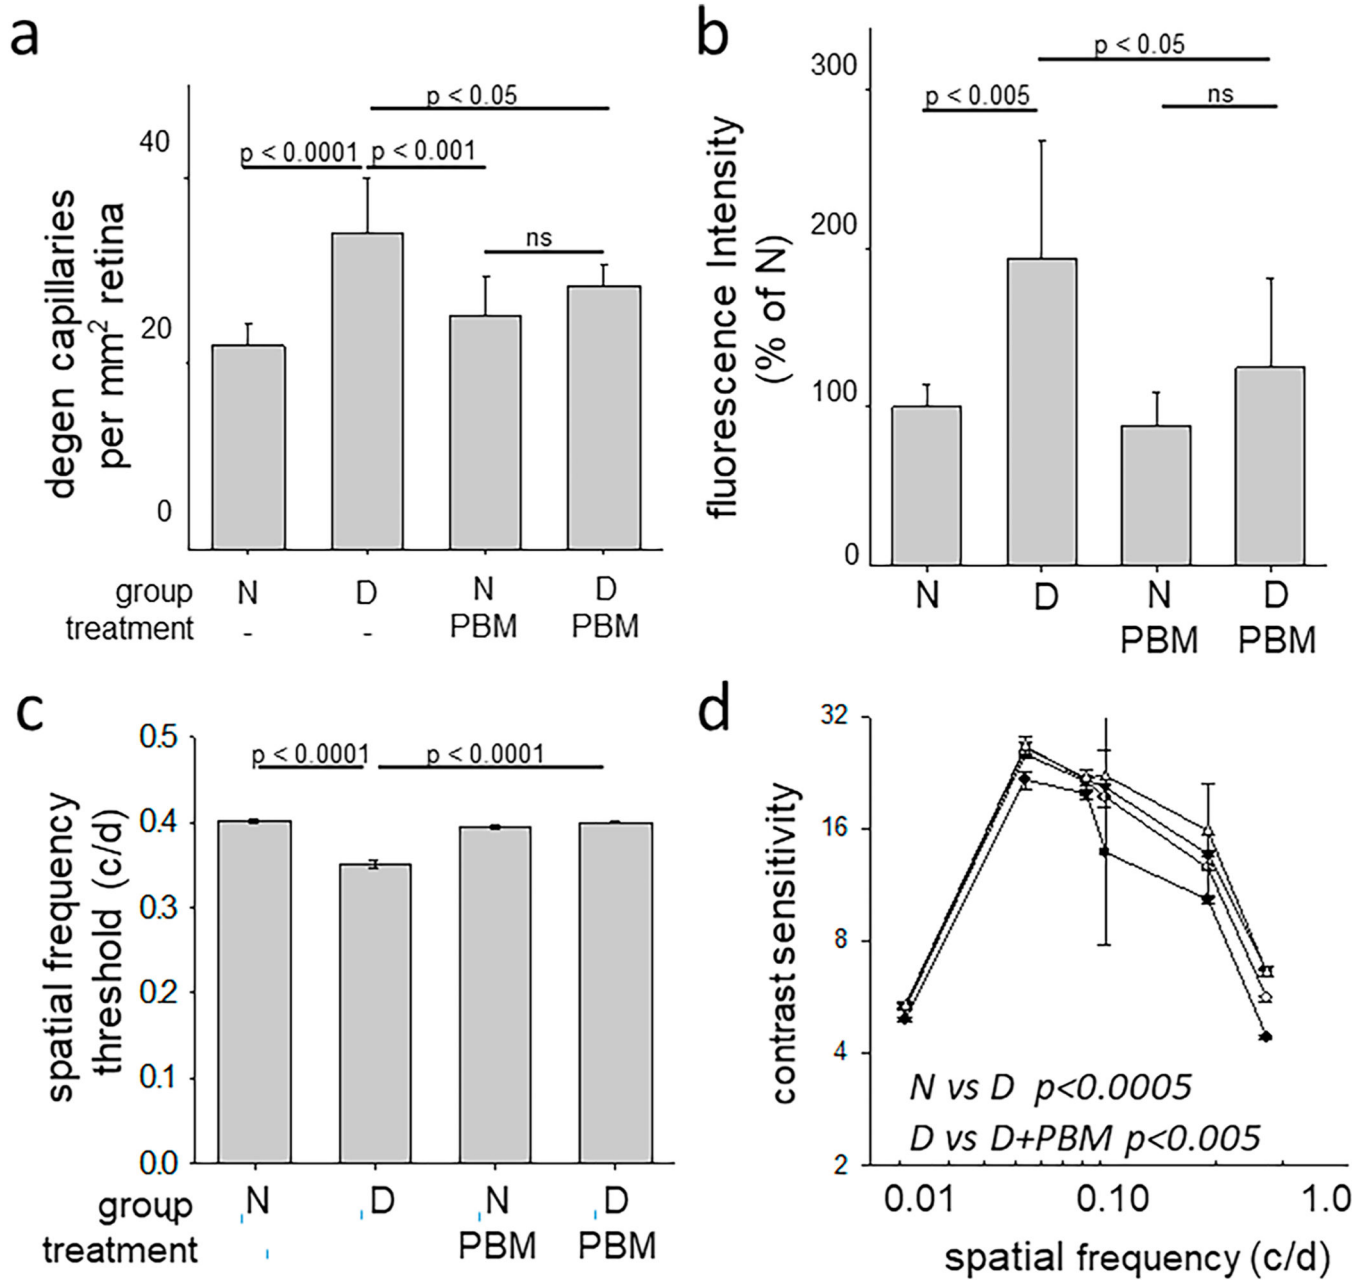 a
p < 0.05
p < 0.0001
p < 0.001
ns
40
20
0
degen capillaries
per mm² retina
group N D N D
treatment - - PBM PBM
b
p < 0.05
p < 0.005
ns
300
200
100
0
fluorescence Intensity
(% of N)
N D N D
PBM PBM
c
p < 0.0001
p < 0.0001
0.5
0.4
0.3
0.2
0.1
0.0
spatial frequency
threshold (c/d)
group N D N D
treatment PBM PBM
d
32
16
8
4
2
contrast sensitivity
N vs D p<0.0005
D vs D+PBM p<0.005
0.01 0.10 1.0
spatial frequency (c/d)